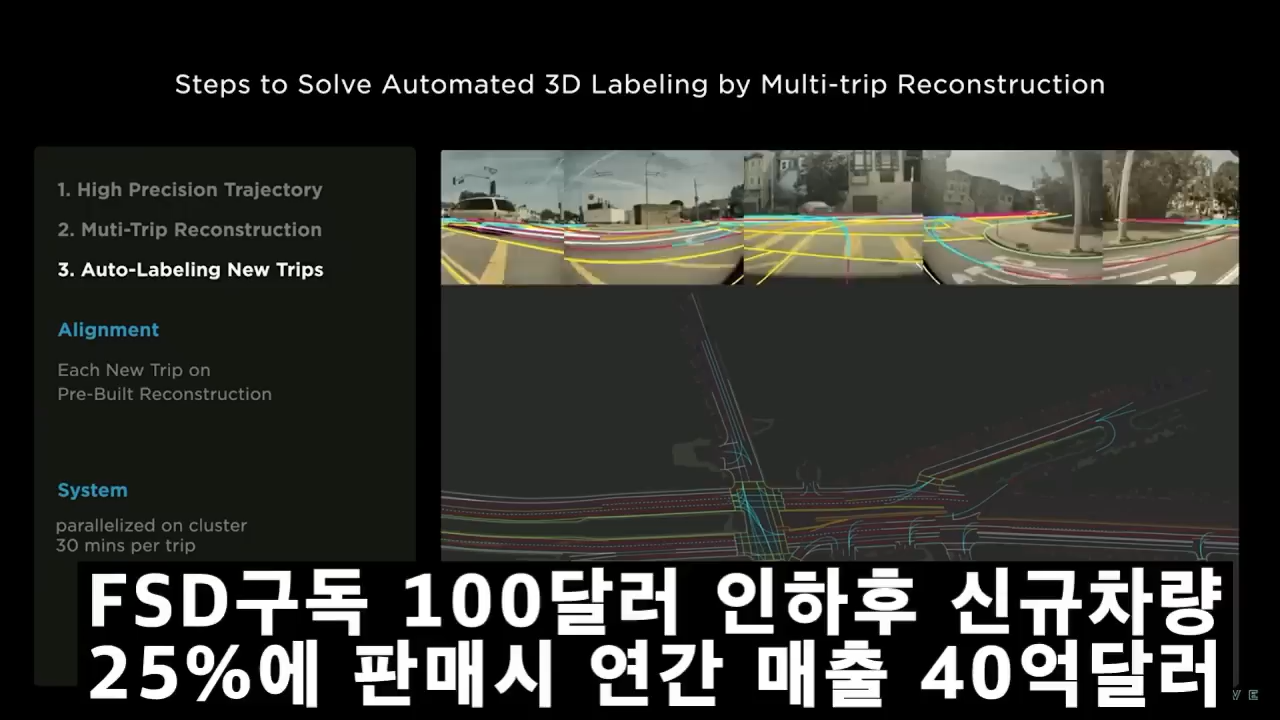 Steps to Solve Automated 3D Labeling by Multi-trip Reconstruction
1. High Precision Trajectory
2. Muti-Trip Reconstruction
3. Auto-Labeling New Trips
Alignment
Each New Trip on
Pre-Built Reconstruction
System
parallelized on cluster
30 mins per trip
FSD구독 100달러 인하후 신규차량
25%에 판매시 연간 매출 40억달러